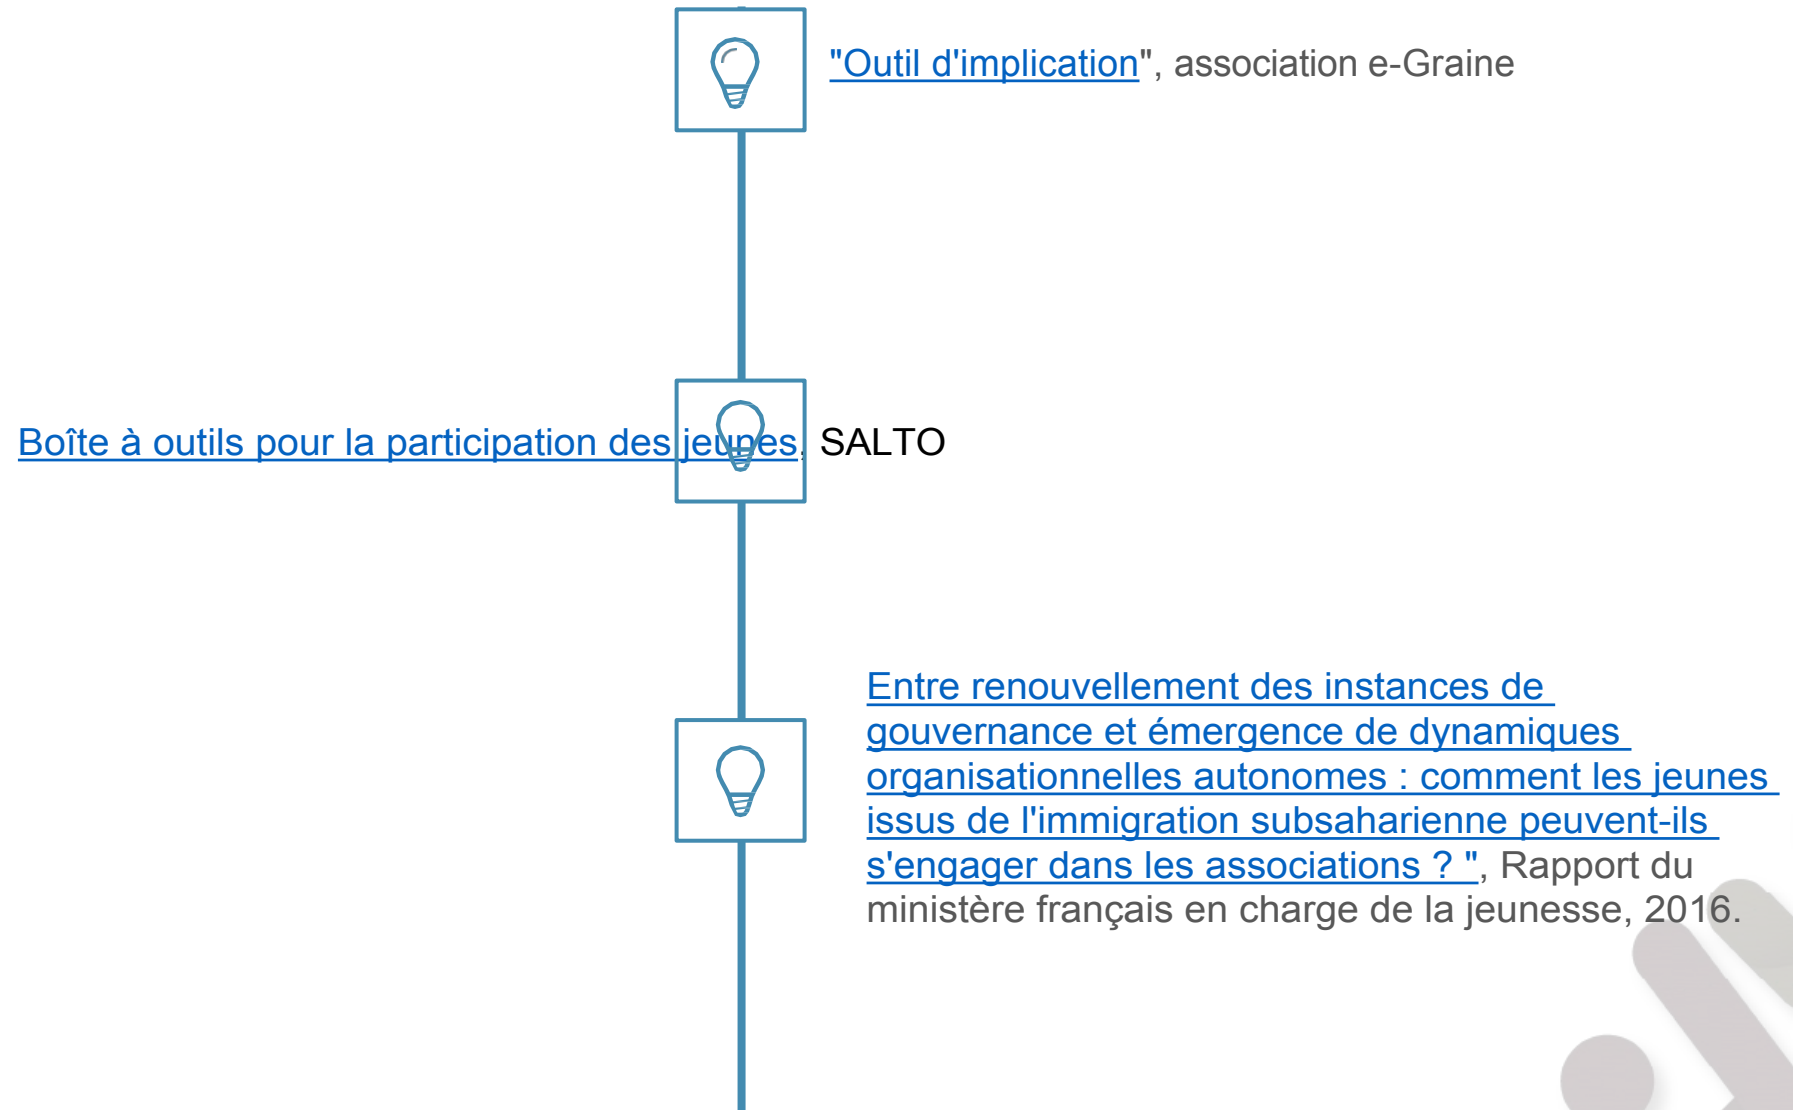 "Outil d'implication", association e-Graine
Boîte à outils pour la participation des jeunes, SALTO
Entre renouvellement des instances de
gouvernance et émergence de dynamiques
organisationnelles autonomes : comment les jeunes
issus de l'immigration subsaharienne peuvent-ils
s'engager dans les associations ? ", Rapport du
ministère français en charge de la jeunesse, 2016.